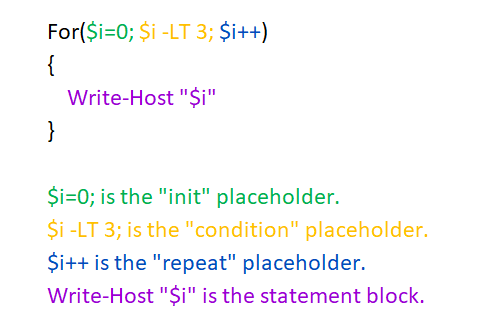 For($i=0; $i -LT 3; $i++)
{
Write-Host "$i"
}
$i=0; is the "init" placeholder.
$i -LT 3; is the "condition" placeholder.
$i++ is the "repeat" placeholder.
Write-Host "$i" is the statement block.